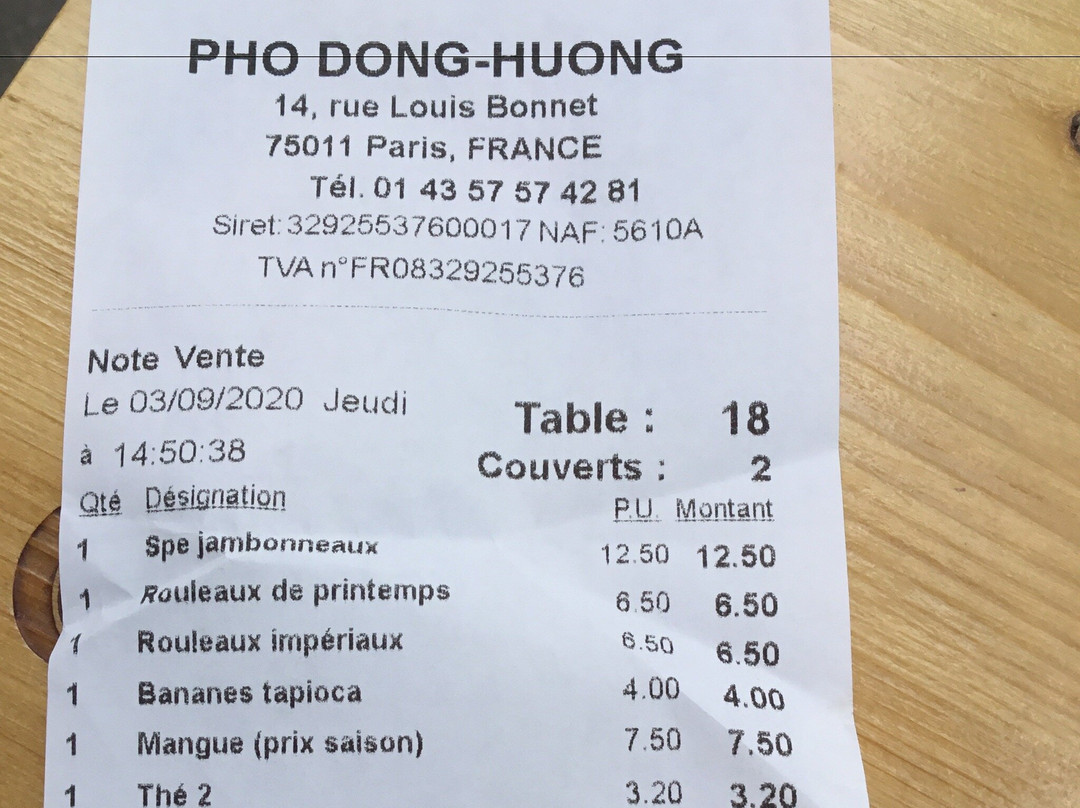 PHO DONG-HUONG
14, rue Louis Bonnet
75011 Paris, FRANCE
Tél. 01 43 57 57 42 81
Siret: 32925537600017 NAF: 5610A
TVA n°FR08329255376
Note Vente
Le 03/09/2020 Jeudi
à 14:50:38
Table : 18
Couverts : 2
Qté Désignation P.U. Montant
1 Spe jambonneaux 12.50 12.50
1 Rouleaux de printemps 6.50 6.50
1 Rouleaux impériaux 6.50 6.50
1 Bananes tapioca 4.00 4.00
1 Mangue (prix saison) 7.50 7.50
1 Thé 2 3.20 3.20